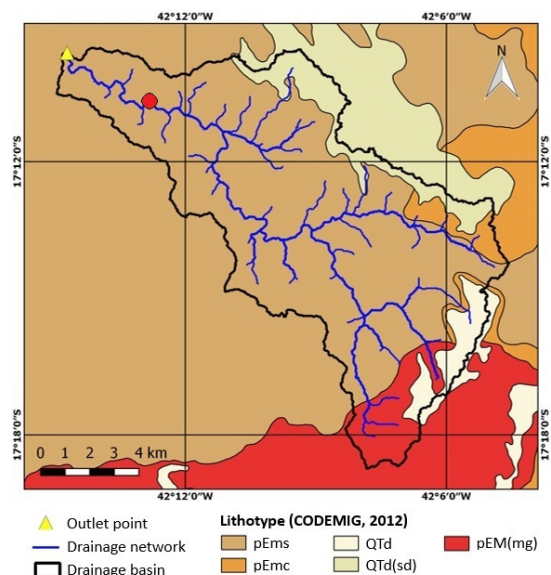 42°12'0"W 42°6'0"W
N
17°12'0"S 17°12'0"S
17°18'0"S 17°18'0"S
0 1 2 3 4 km
42°12'0"W 42°6'0"W
Outlet point
Drainage network
Drainage basin
Lithotype (CODEMIG, 2012)
pEms QTd pEM(mg)
pEmc QTd(sd)